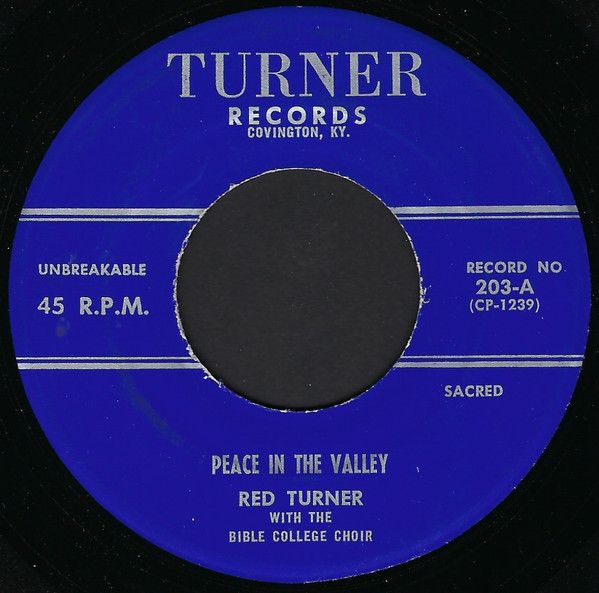 TURNER
RECORDS
COVINGTON, KY.
UNBREAKABLE
45 R.P.M.
RECORD NO
203-A
(CP-1239)
SACRED
PEACE IN THE VALLEY
RED TURNER
WITH THE
BIBLE COLLEGE CHOIR